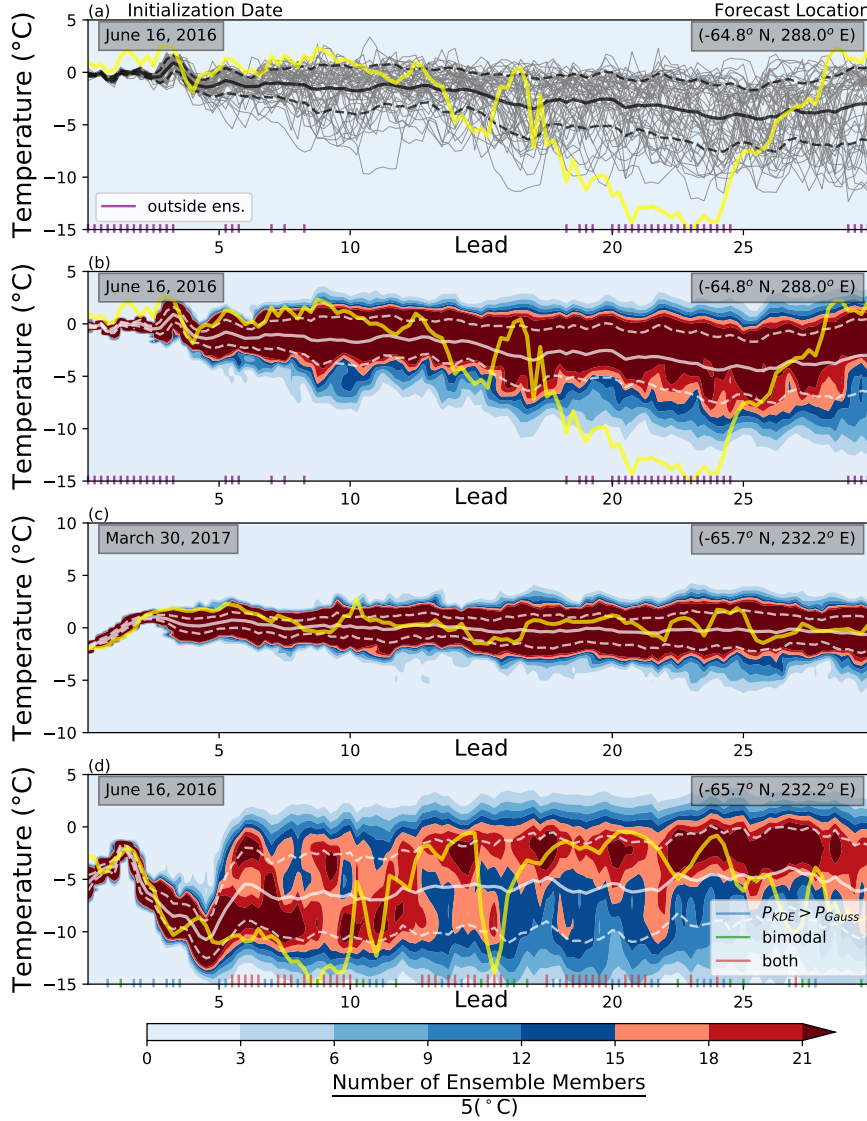 (a) Initialization Date Forecast Location
June 16, 2016 (-64.8° N, 288.0° E)
Temperature (°C)
5
0
−5
−10
−15
outside ens.
5 10 20 25
Lead
(b)
June 16, 2016 (-64.8° N, 288.0° E)
Temperature (°C)
5
0
−5
−10
−15
5 10 20 25
Lead
(c)
March 30, 2017 (-65.7° N, 232.2° E)
Temperature (°C)
10
5
0
−5
−10
5 10 20 25
Lead
(d)
June 16, 2016 (-65.7° N, 232.2° E)
Temperature (°C)
5
0
−5
−10
−15
P_KDE > P_Gauss
bimodal
both
5 10 20 25
Lead
0 3 6 9 12 15 18 21
Number of Ensemble Members
5(°C)